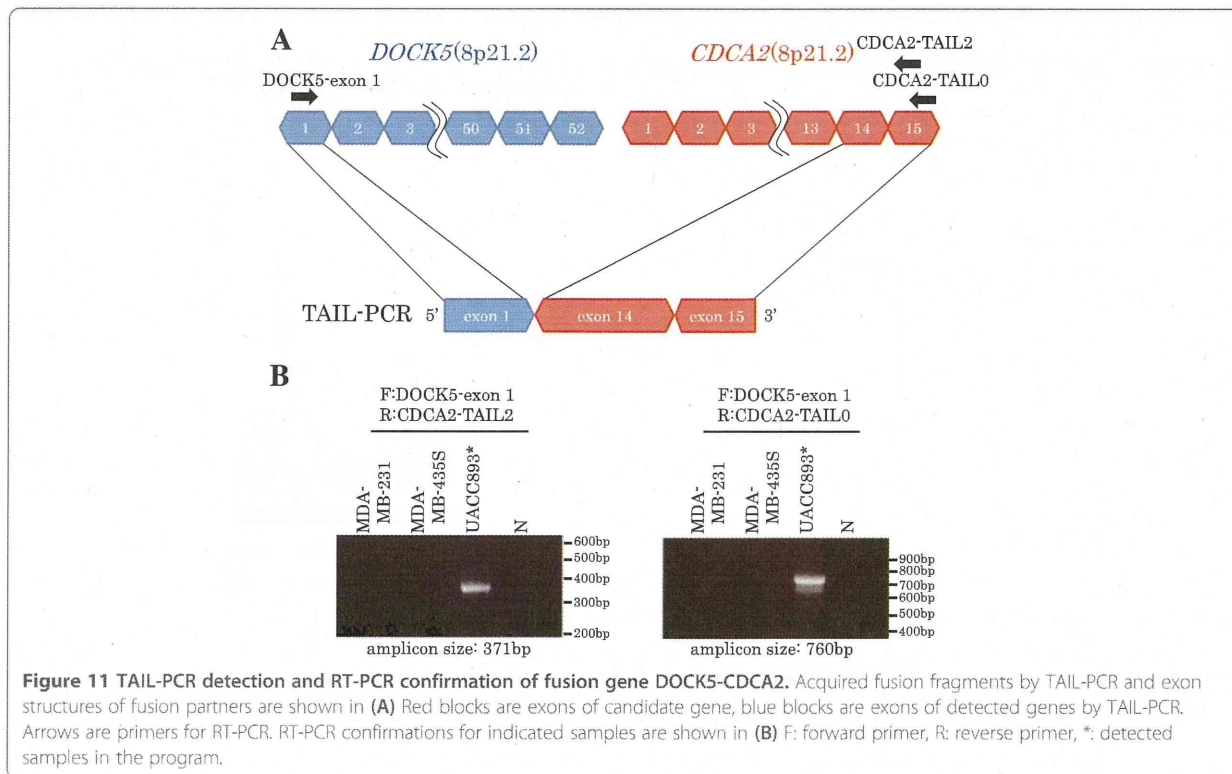 A
DOCK5(8p21.2)
CDCA2(8p21.2)
CDCA2-TAIL2
DOCK5-exon 1
CDCA2-TAIL0
1 2 3 50 51 52 1 2 3 13 14 15
TAIL-PCR 5' exon 1 exon 14 exon 15 3'
B
F:DOCK5-exon 1
R:CDCA2-TAIL2
MDA-
MB-231
MDA-
MB-435S
UACC893*
N
600bp
500bp
400bp
300bp
200bp
amplicon size: 371bp
F:DOCK5-exon 1
R:CDCA2-TAIL0
MDA-
MB-231
MDA-
MB-435S
UACC893*
N
900bp
800bp
700bp
600bp
500bp
400bp
amplicon size: 760bp
Figure 11 TAIL-PCR detection and RT-PCR confirmation of fusion gene DOCK5-CDCA2. Acquired fusion fragments by TAIL-PCR and exon
structures of fusion partners are shown in (A) Red blocks are exons of candidate gene, blue blocks are exons of detected genes by TAIL-PCR.
Arrows are primers for RT-PCR. RT-PCR confirmations for indicated samples are shown in (B) F: forward primer, R: reverse primer, *: detected
samples in the program.